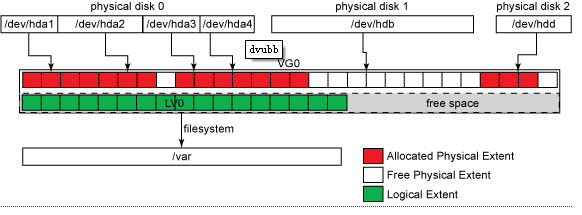 physical disk 0 physical disk 1 physical disk 2
/dev/hda1 /dev/hda2 /dev/hda3 /dev/hda4 /dev/hdb /dev/hdd
dvubb
VG0
LV0 free space
filesystem
/var
Allocated Physical Extent
Free Physical Extent
Logical Extent